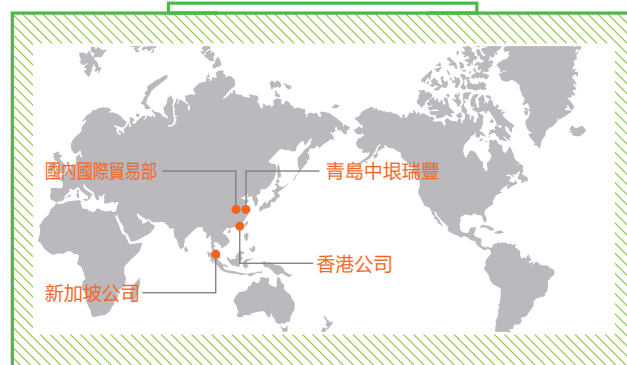 國內國際貿易部
青島中垠瑞豐
香港公司
新加坡公司